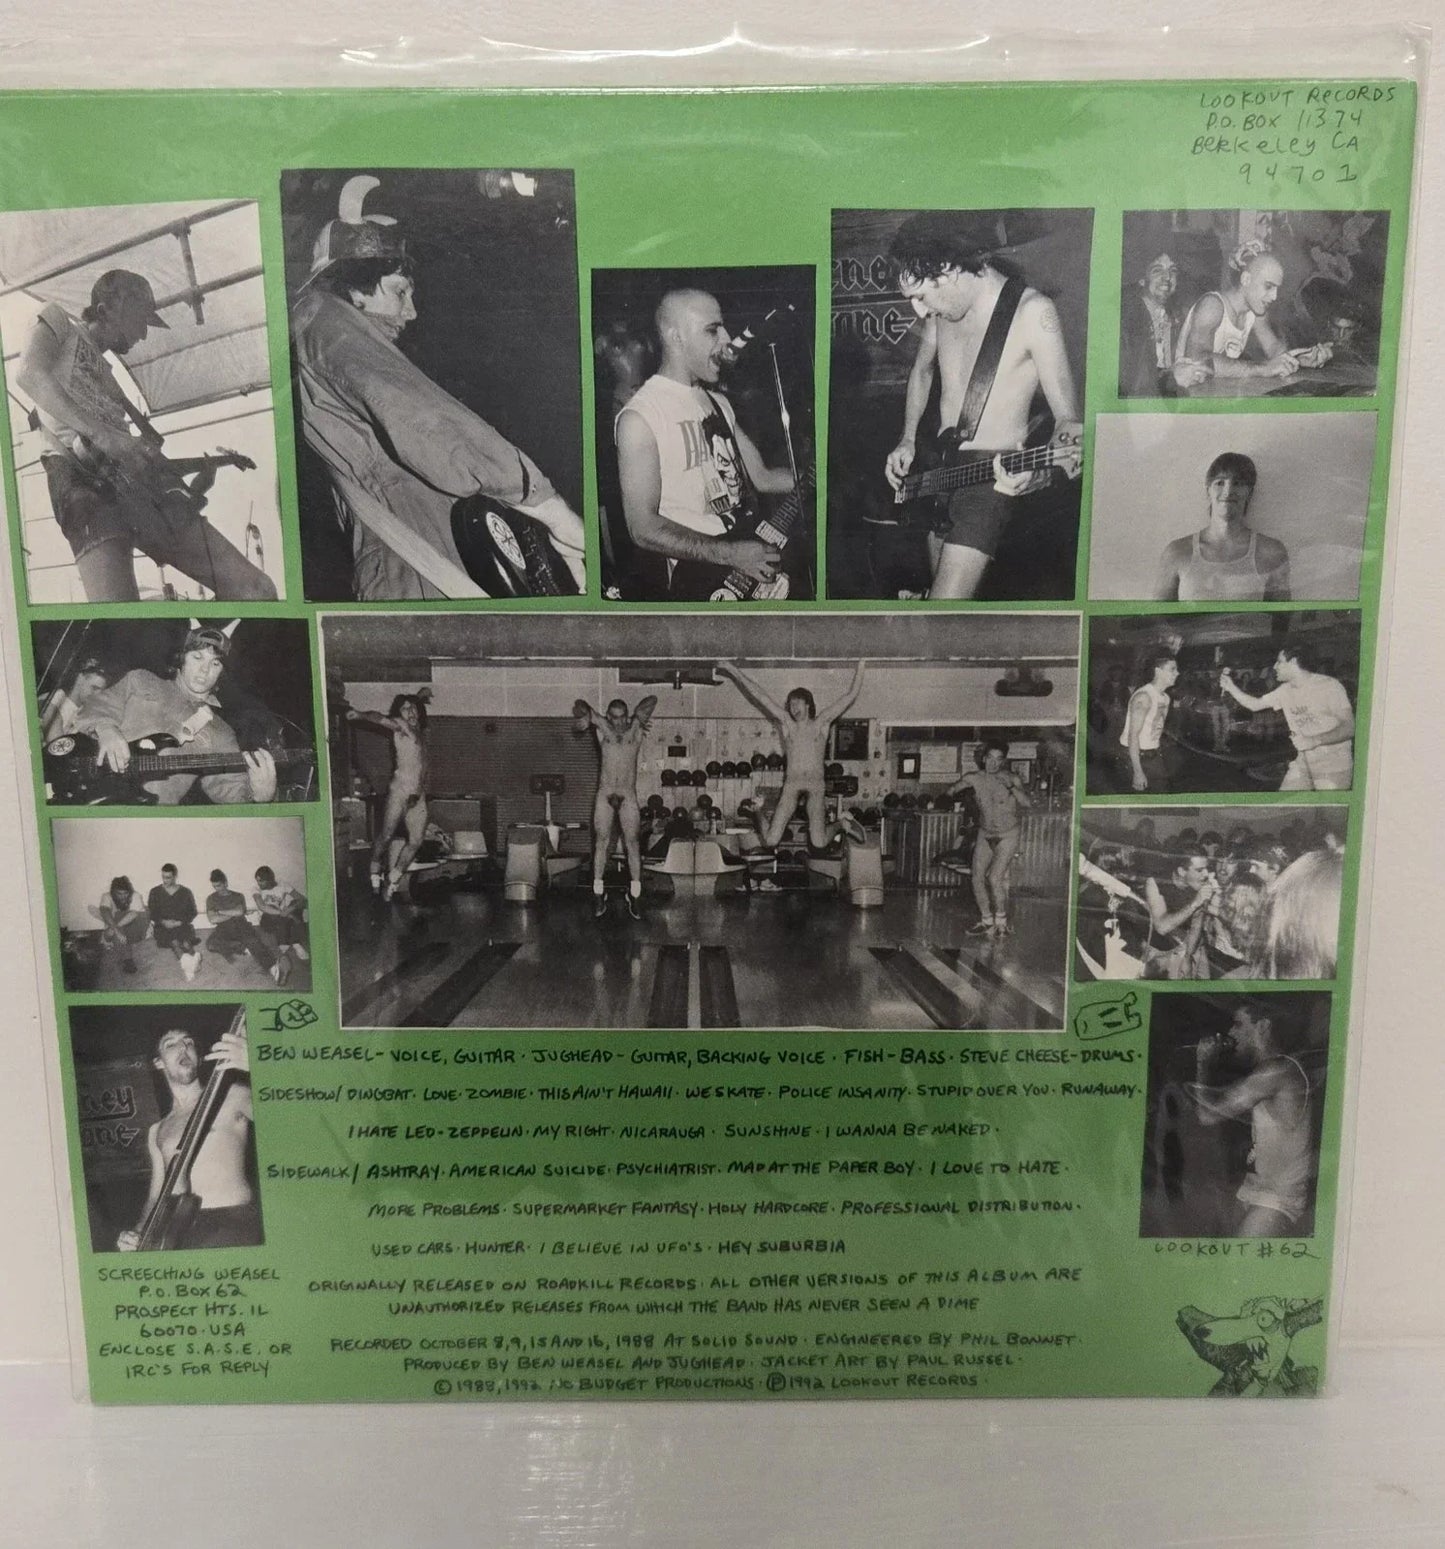 LOOKOUT RECORDS
P.O. BOX 11374
BERKELEY CA
94701
BEN WEASEL- VOICE, GUITAR · JUGHEAD - GUITAR, BACKING VOICE · FISH - BASS · STEVE CHEESE-DRUMS·
SIDESHOW/ DINGBAT· LOVE· ZOMBIE · THIS AIN'T HAWAII· WE SKATE· POLICE INSANITY· STUPID OVER YOU· RUNAWAY·
I HATE LED-ZEPPELIN· MY RIGHT· NICARAUGA · SUNSHINE· I WANNA BE NAKED·
SIDEWALK/ ASHTRAY· AMERICAN SUICIDE· PSYCHIATRIST· MAD AT THE PAPER BOY· I LOVE TO HATE·
MORE PROBLEMS· SUPERMARKET FANTASY· HOLY HARDCORE· PROFESSIONAL DISTRIBUTION·
USED CARS· HUNTER· I BELIEVE IN UFO'S· HEY SUBURBIA
LOOKOUT #62
SCREECHING WEASEL
P.O. BOX 62
PROSPECT HTS. IL
60070·USA
ENCLOSE S.A.S.E. OR
IRC'S FOR REPLY
ORIGINALLY RELEASED ON ROADKILL RECORDS· ALL OTHER VERSIONS OF THIS ALBUM ARE
UNAUTHORIZED RELEASES FROM WHICH THE BAND HAS NEVER SEEN A DIME
RECORDED OCTOBER 8,9,15 AND 16, 1988 AT SOLID SOUND· ENGINEERED BY PHIL BONNET·
PRODUCED BY BEN WEASEL AND JUGHEAD· JACKET ART BY PAUL RUSSEL·
© 1988, 1992 NO BUDGET PRODUCTIONS· ℗ 1992 LOOKOUT RECORDS·